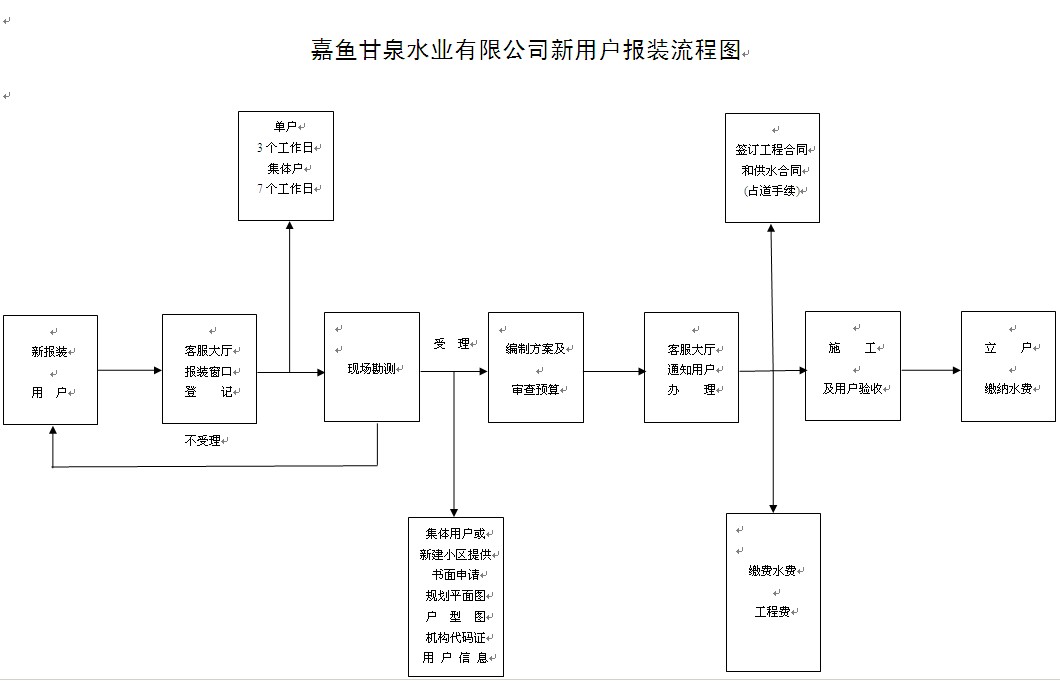 嘉鱼甘泉水业有限公司新用户报装流程图
单户
3个工作日
集体户
7个工作日
签订工程合同
和供水合同
(占道手续)
新报装
用 户
客服大厅
报装窗口
登 记
不受理
现场勘测
受 理
编制方案及
审查预算
客服大厅
通知用户
办 理
施 工
及用户验收
立 户
缴纳水费
集体用户或
新建小区提供
书面申请
规划平面图
户 型 图
机构代码证
用 户 信 息
缴费水费
工程费